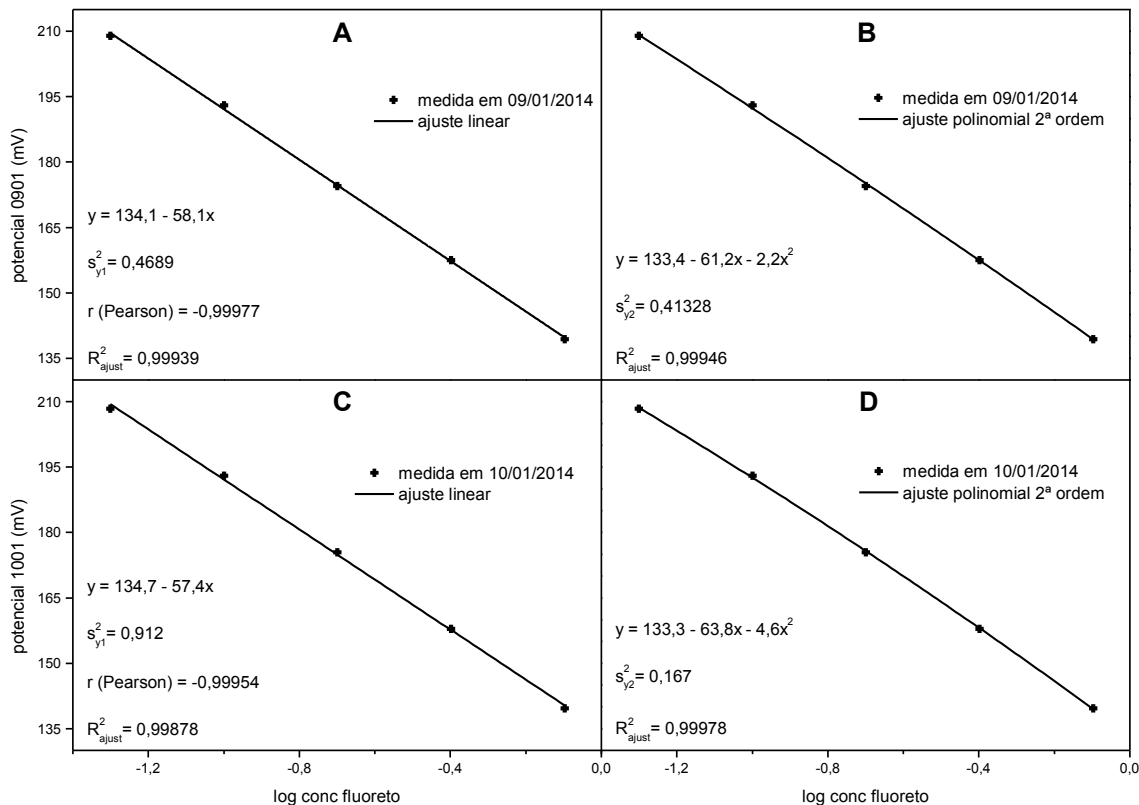 A
B
210
195
180
165
150
135
potencial 0901 (mV)
medida em 09/01/2014
ajuste linear
y = 134,1 - 58,1x
s²y1= 0,4689
r (Pearson) = -0,99977
R²ajust= 0,99939
medida em 09/01/2014
ajuste polinomial 2ª ordem
y = 133,4 - 61,2x - 2,2x²
s²y2= 0,41328
R²ajust= 0,99946
C
D
210
195
180
165
150
135
potencial 1001 (mV)
medida em 10/01/2014
ajuste linear
y = 134,7 - 57,4x
s²y1= 0,912
r (Pearson) = -0,99954
R²ajust= 0,99878
medida em 10/01/2014
ajuste polinomial 2ª ordem
y = 133,3 - 63,8x - 4,6x²
s²y2= 0,167
R²ajust= 0,99978
-1,2 -0,8 -0,4 0,0 -1,2 -0,8 -0,4 0,0
log conc fluoreto log conc fluoreto